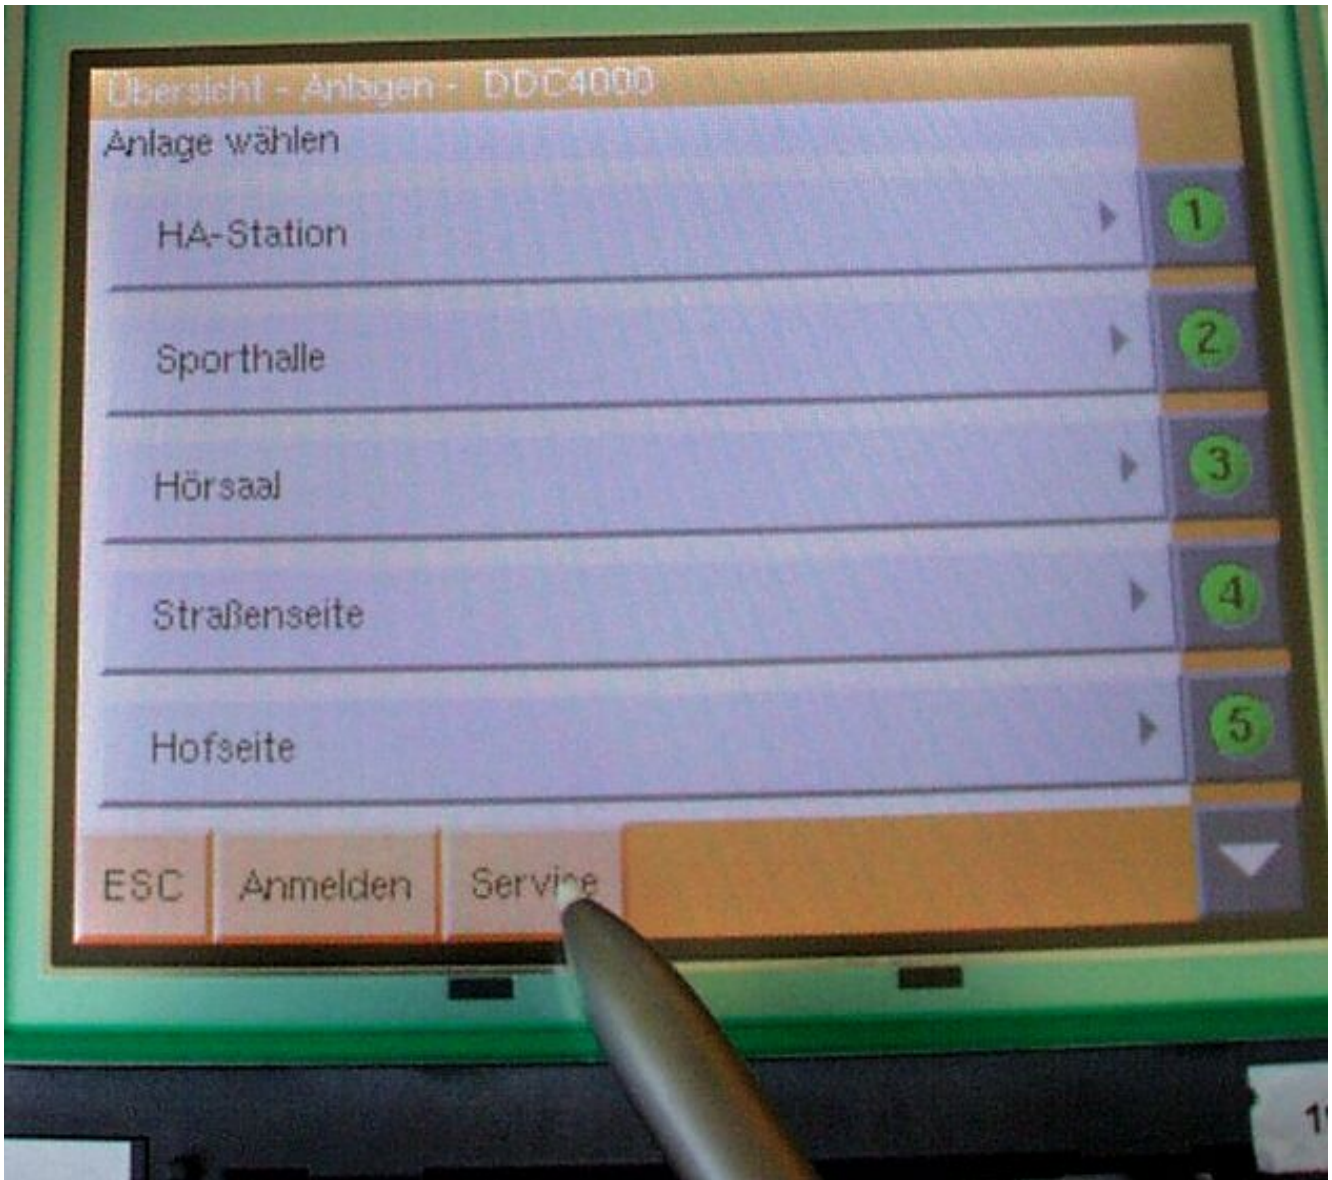 Übersicht - Anlagen - DDC4000
Anlage wählen
HA-Station
1
Sporthalle
2
Hörsaal
3
Straßenseite
4
Hofseite
5
ESC
Anmelden
Service